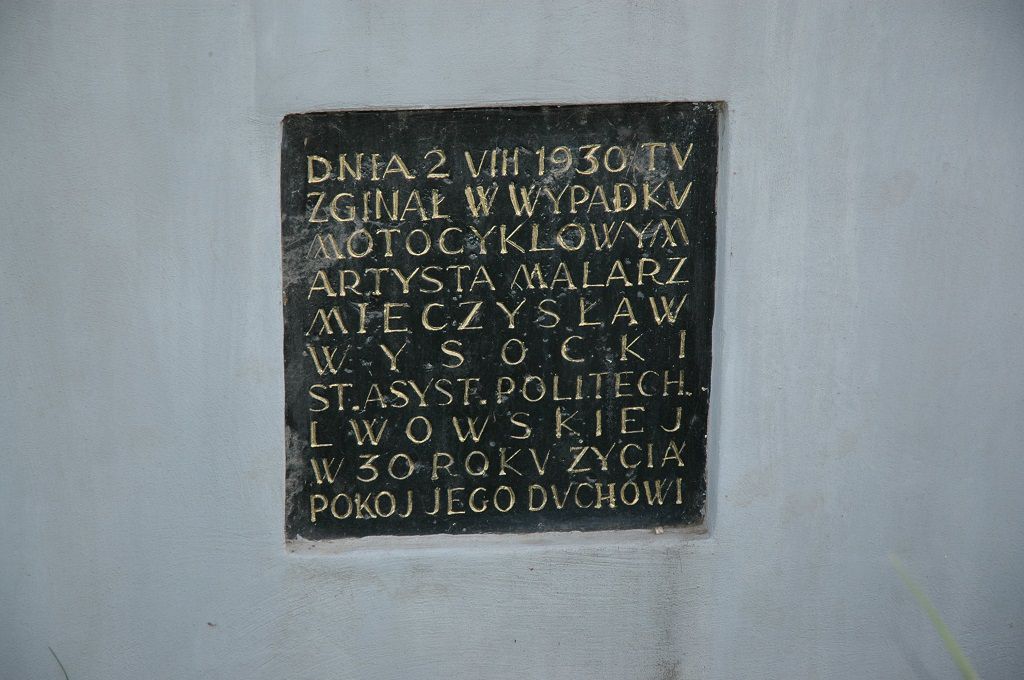 DNIA 2 VIII 1930 TV
ZGINAŁ W WYPADKV
MOTOCYKLOWYM
ARTYSTA MALARZ
MIECZYSŁAW
WYSOCKI
ST. ASYST. POLITECH.
LWOWSKIEJ
W 30 ROKV ŻYCIA
POKOJ JEGO DVCHOWI